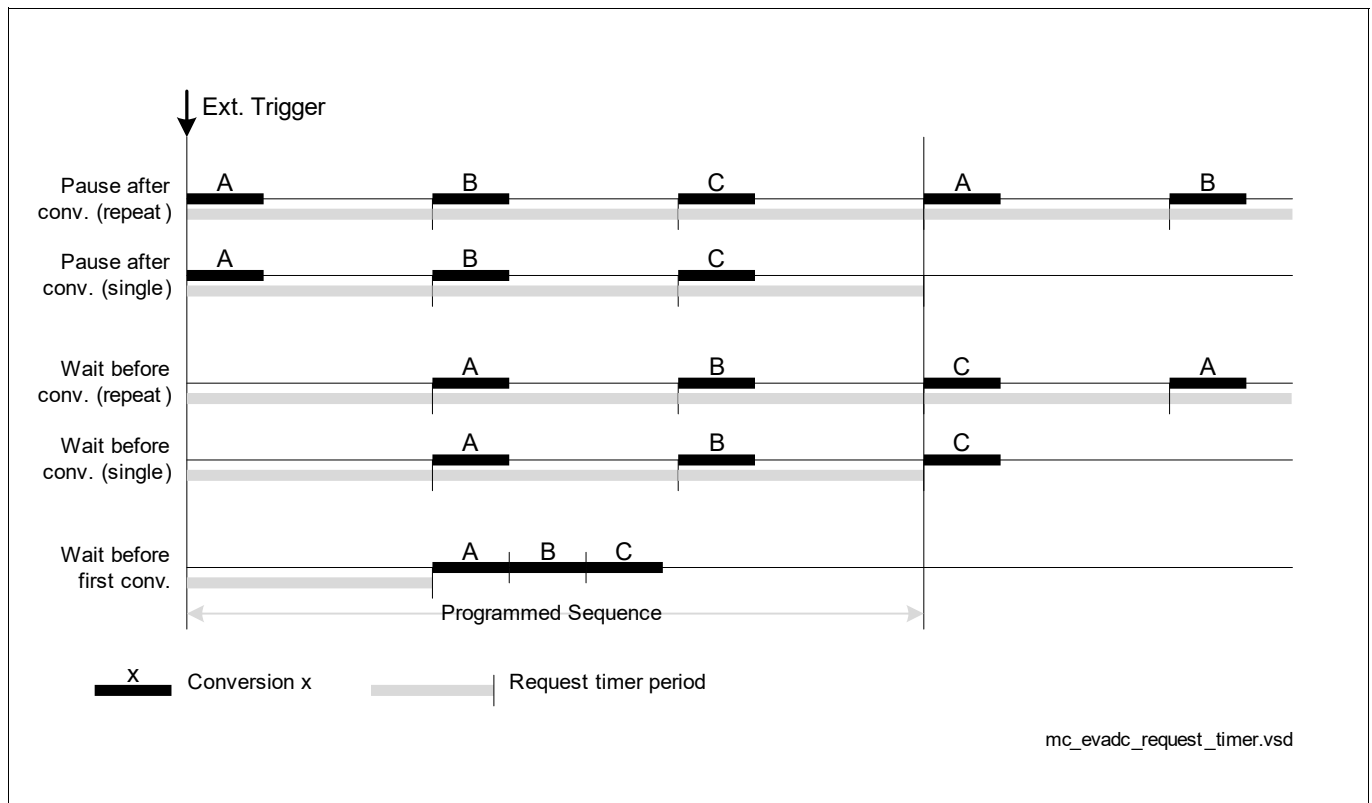 Ext. Trigger
A B C A B
Pause after
conv. (repeat)
A B C
Pause after
conv. (single)
A B C A
Wait before
conv. (repeat)
A B C
Wait before
conv. (single)
A B C
Wait before
first conv.
Programmed Sequence
x Conversion x Request timer period
mc_evadc_request_timer.vsd